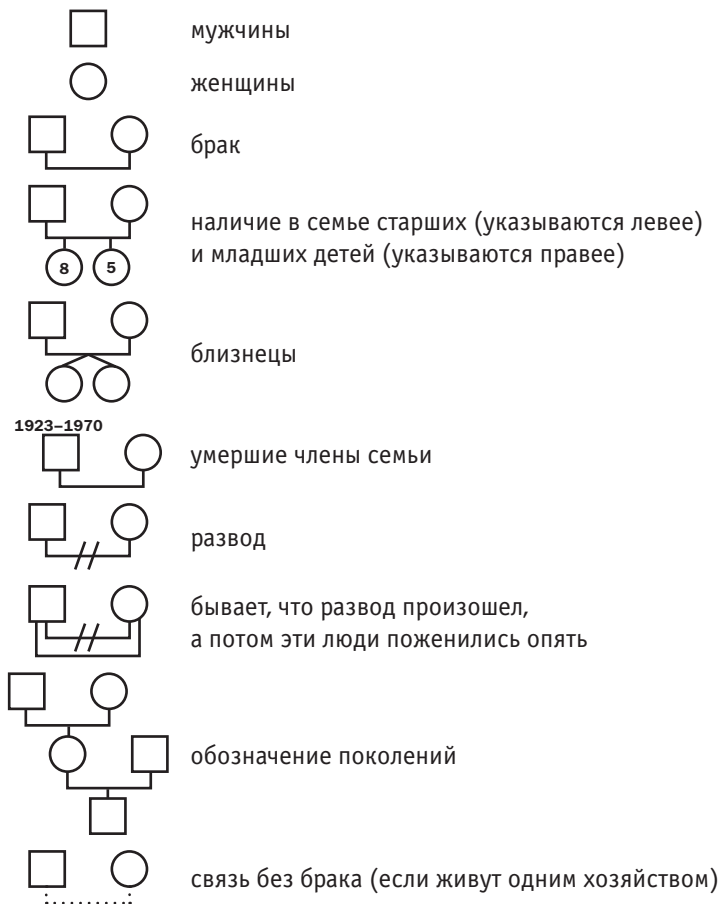 мужчины
женщины
брак
наличие в семье старших (указываются левее)
и младших детей (указываются правее)
8 5
близнецы
1923–1970
умершие члены семьи
развод
бывает, что развод произошел,
а потом эти люди поженились опять
обозначение поколений
связь без брака (если живут одним хозяйством)